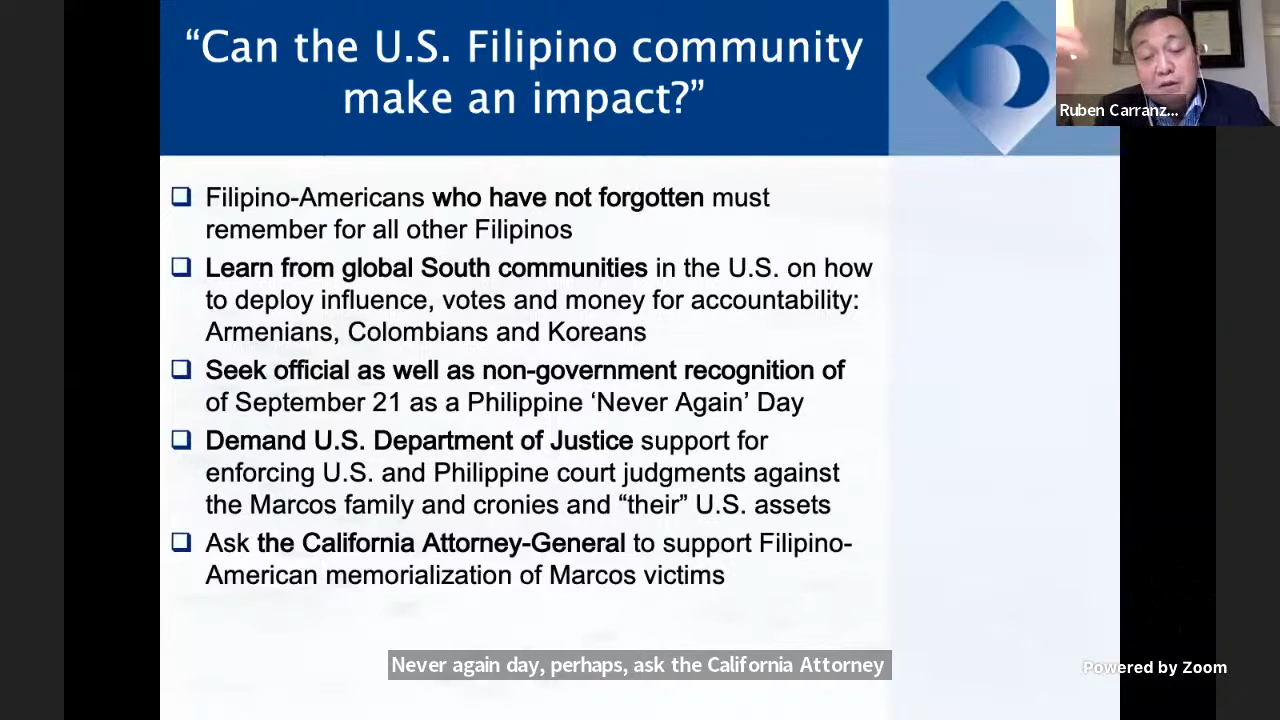 “Can the U.S. Filipino community
make an impact?”
Ruben Carranz...
Filipino-Americans who have not forgotten must
remember for all other Filipinos
Learn from global South communities in the U.S. on how
to deploy influence, votes and money for accountability:
Armenians, Colombians and Koreans
Seek official as well as non-government recognition of
of September 21 as a Philippine ‘Never Again’ Day
Demand U.S. Department of Justice support for
enforcing U.S. and Philippine court judgments against
the Marcos family and cronies and “their” U.S. assets
Ask the California Attorney-General to support Filipino-
American memorialization of Marcos victims
Never again day, perhaps, ask the California Attorney
Powered by Zoom